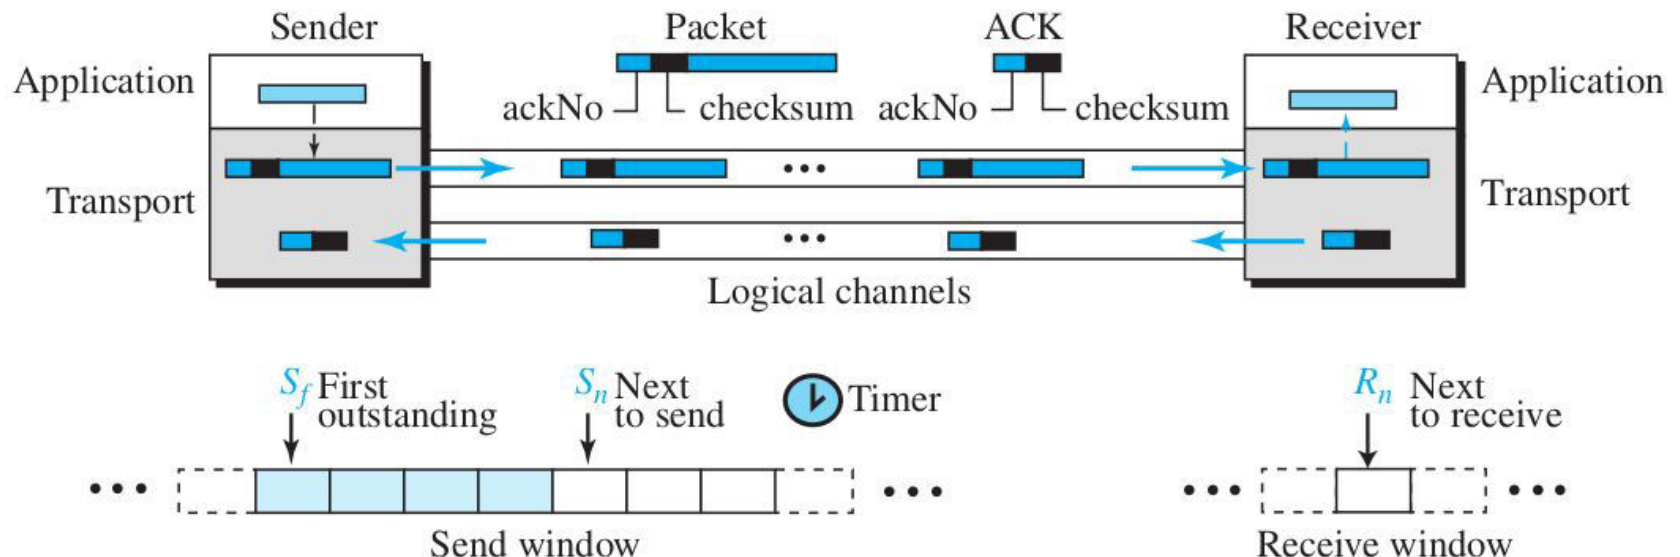 Sender
Packet
ACK
Receiver
Application
ackNo
checksum
ackNo
checksum
Application
Transport
Transport
Logical channels
Sf First
outstanding
Sn Next
to send
Timer
Rn Next
to receive
Send window
Receive window